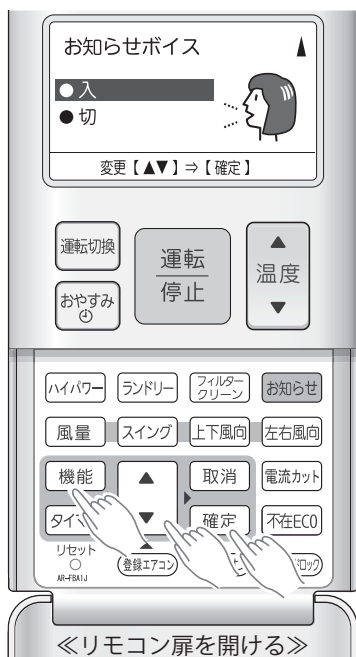 お知らせボイス
入
切
変更【▲▼】⇒【確定】
運転切換
運転
停止
温度
おやすみ
ハイパワー ランドリー フィルター
クリーン お知らせ
風量 スイング 上下風向 左右風向
機能 取消 電流カット
確定 不在ECO
リセット
AR-FBA1J
登録エアコン
≪リモコン扉を開ける≫